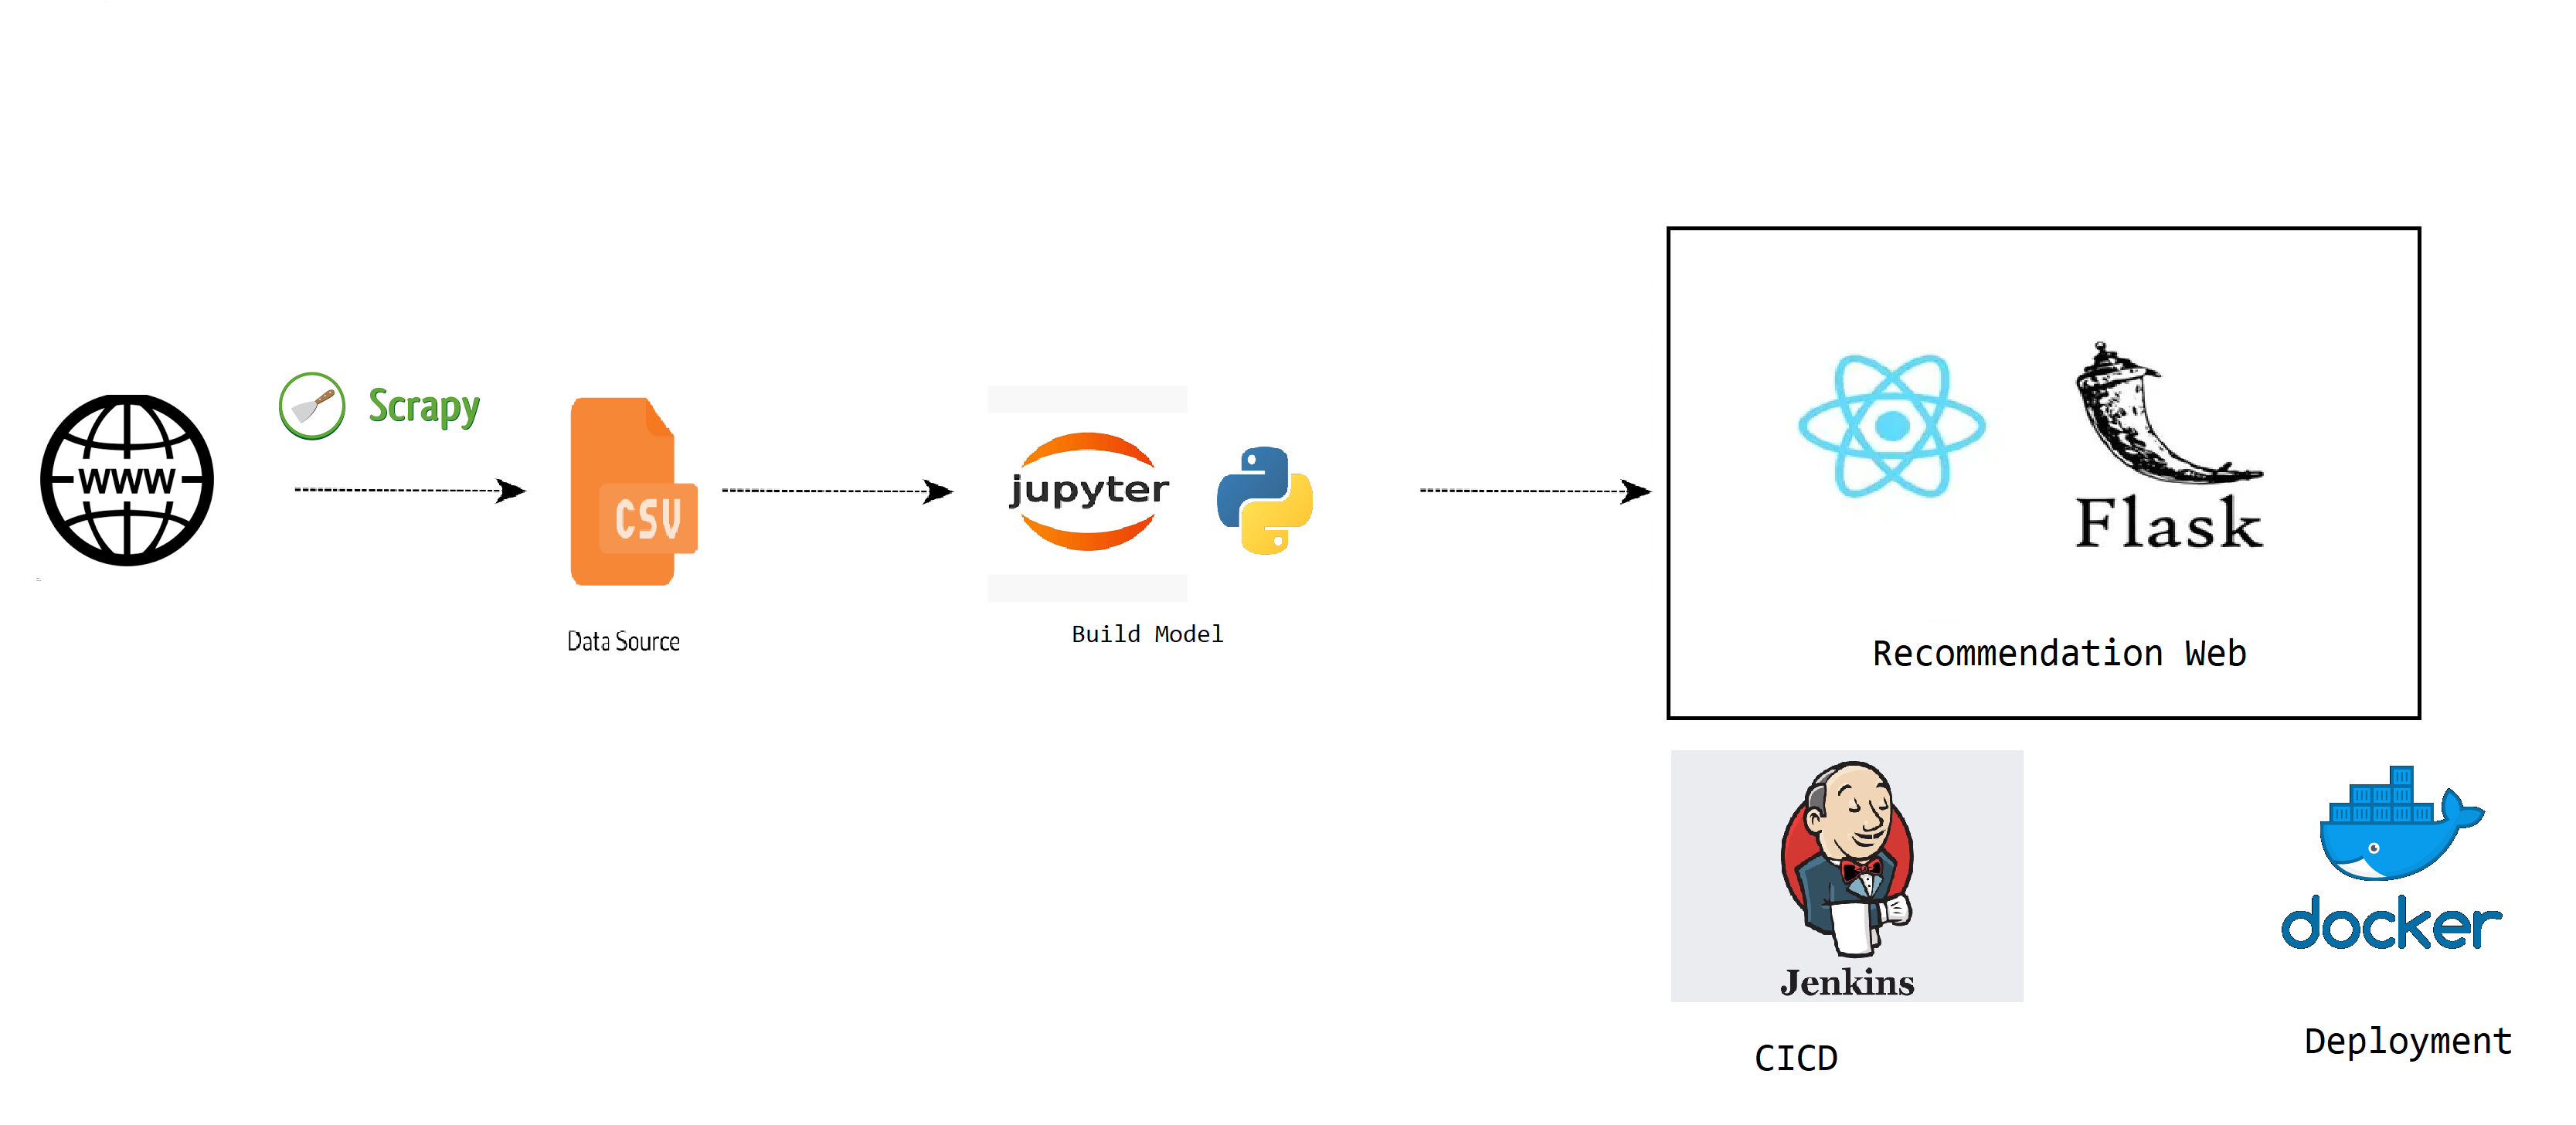 WWW
Scrapy
CSV
Data Source
jupyter
Build Model
Flask
Recommendation Web
Jenkins
CICD
docker
Deployment